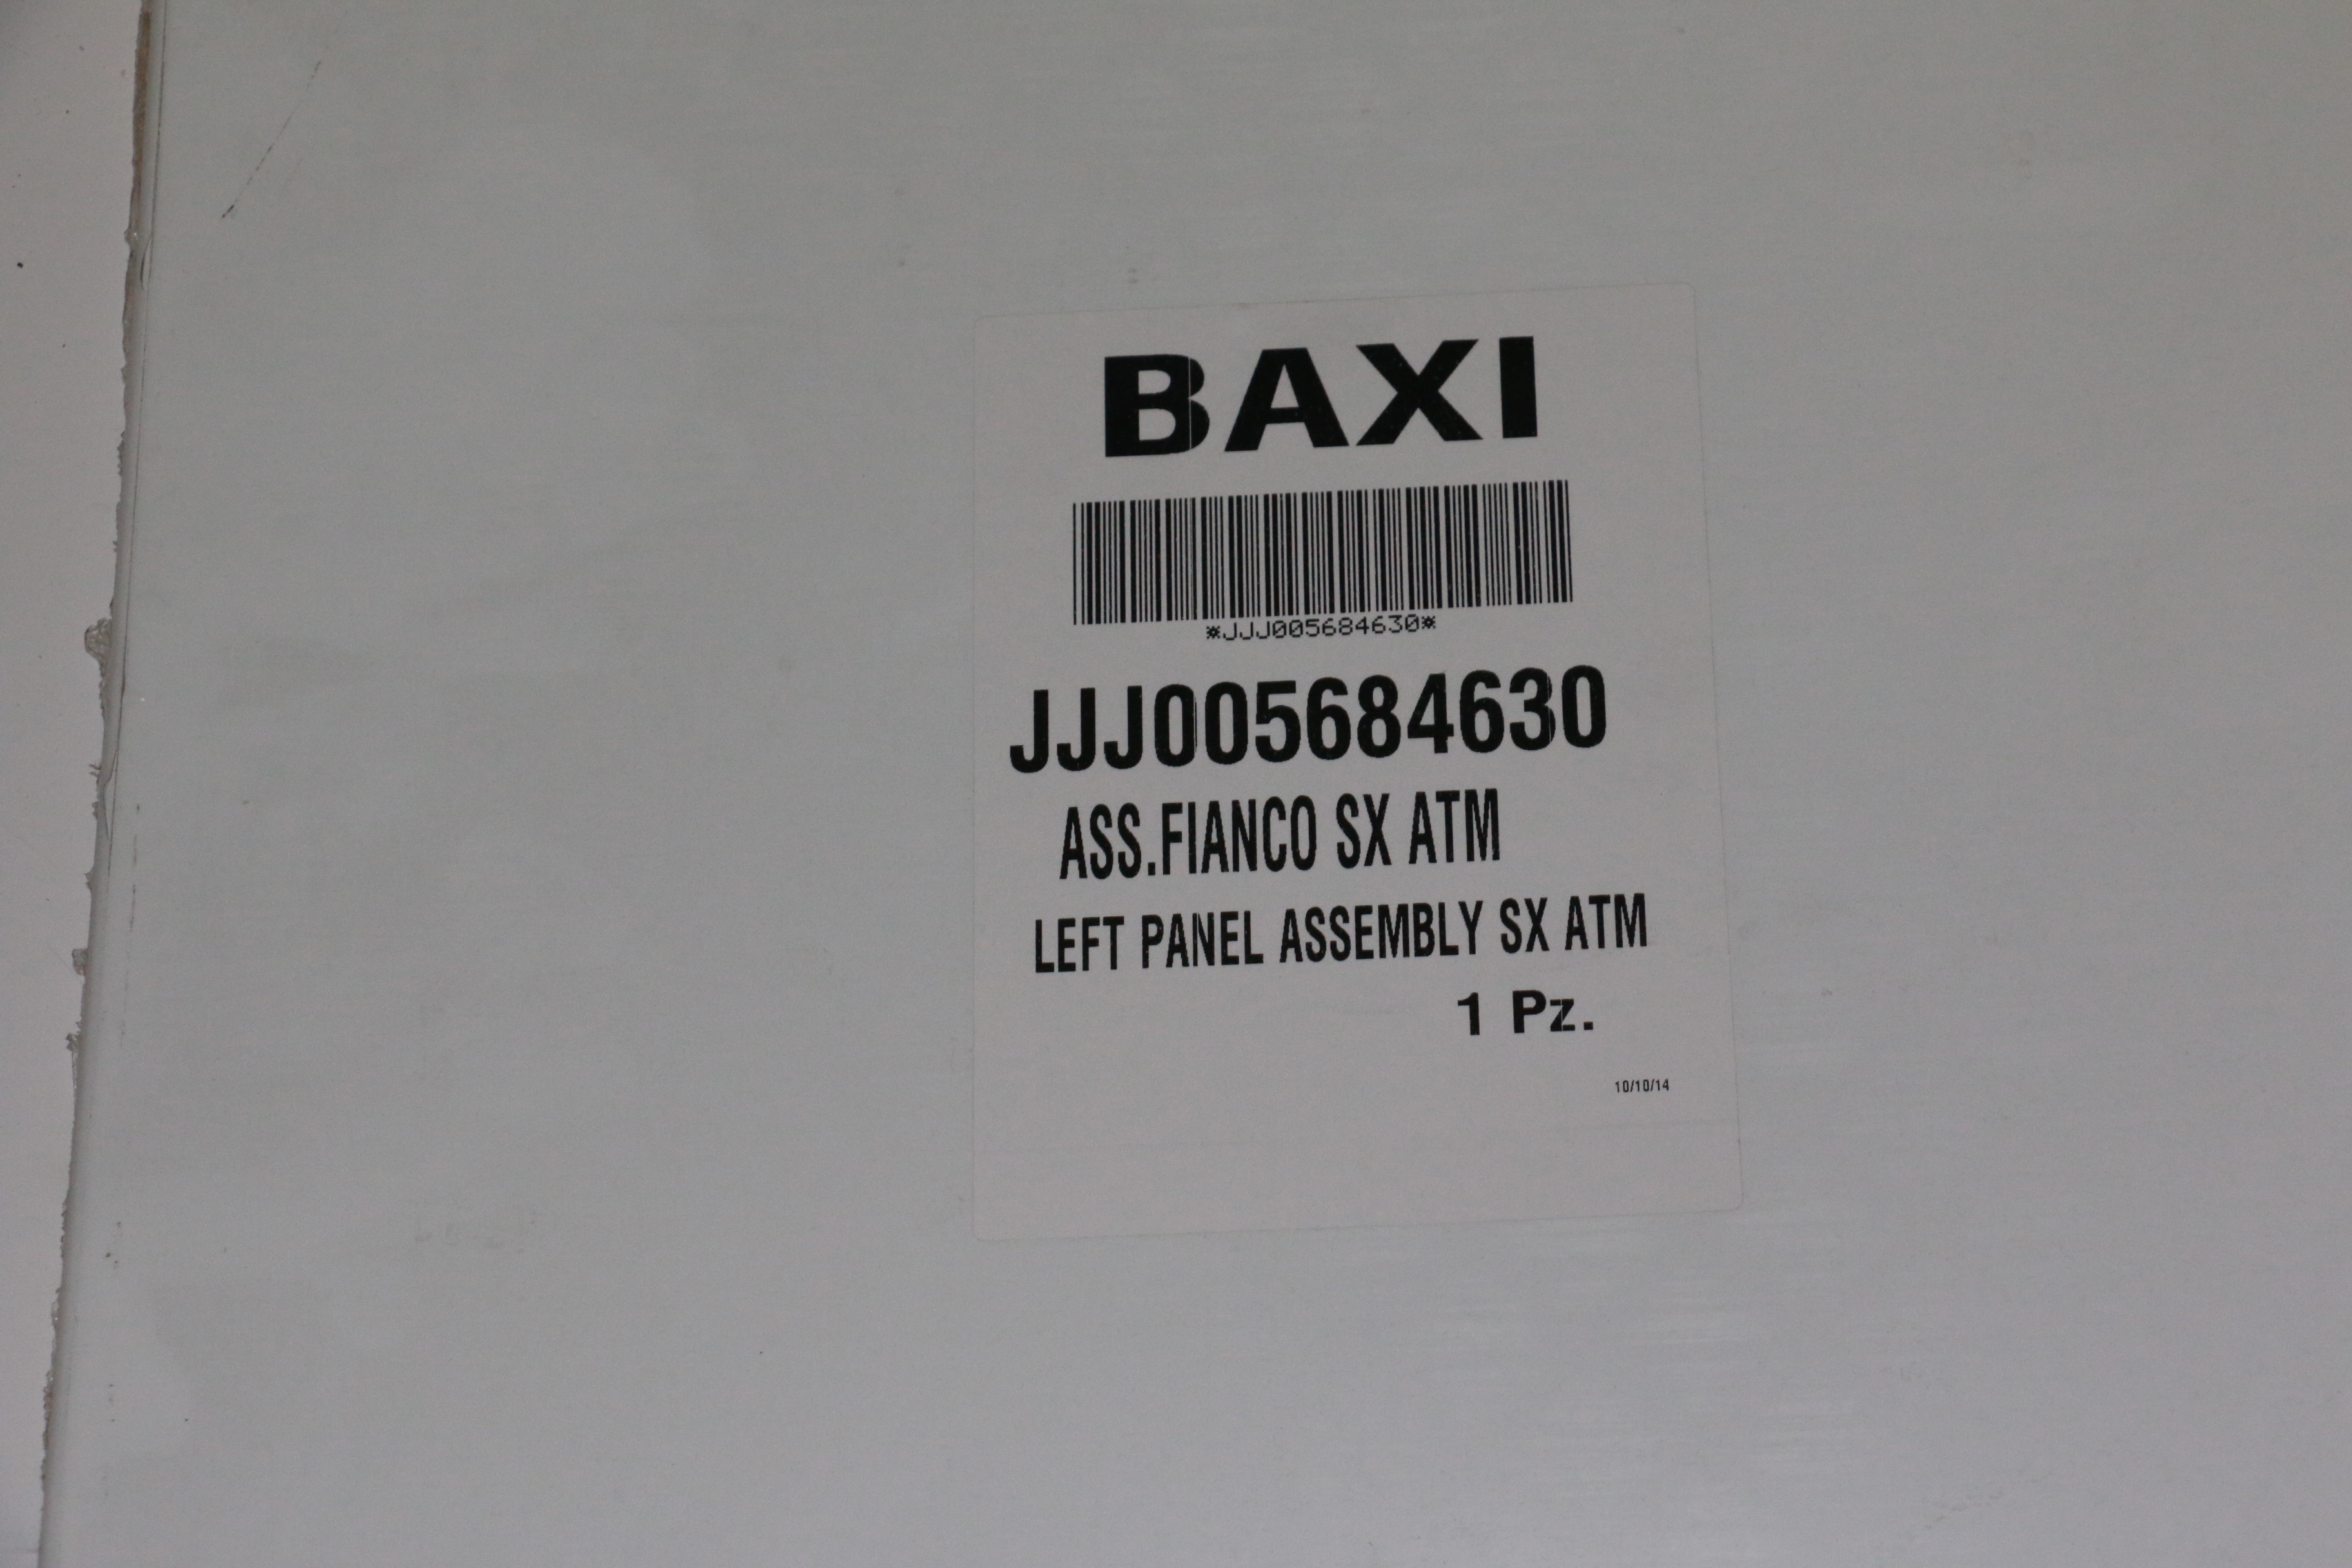 BAXI
*JJJ005684630*
JJJ005684630
ASS.FIANCO SX ATM
LEFT PANEL ASSEMBLY SX ATM
1 Pz.
10/10/14